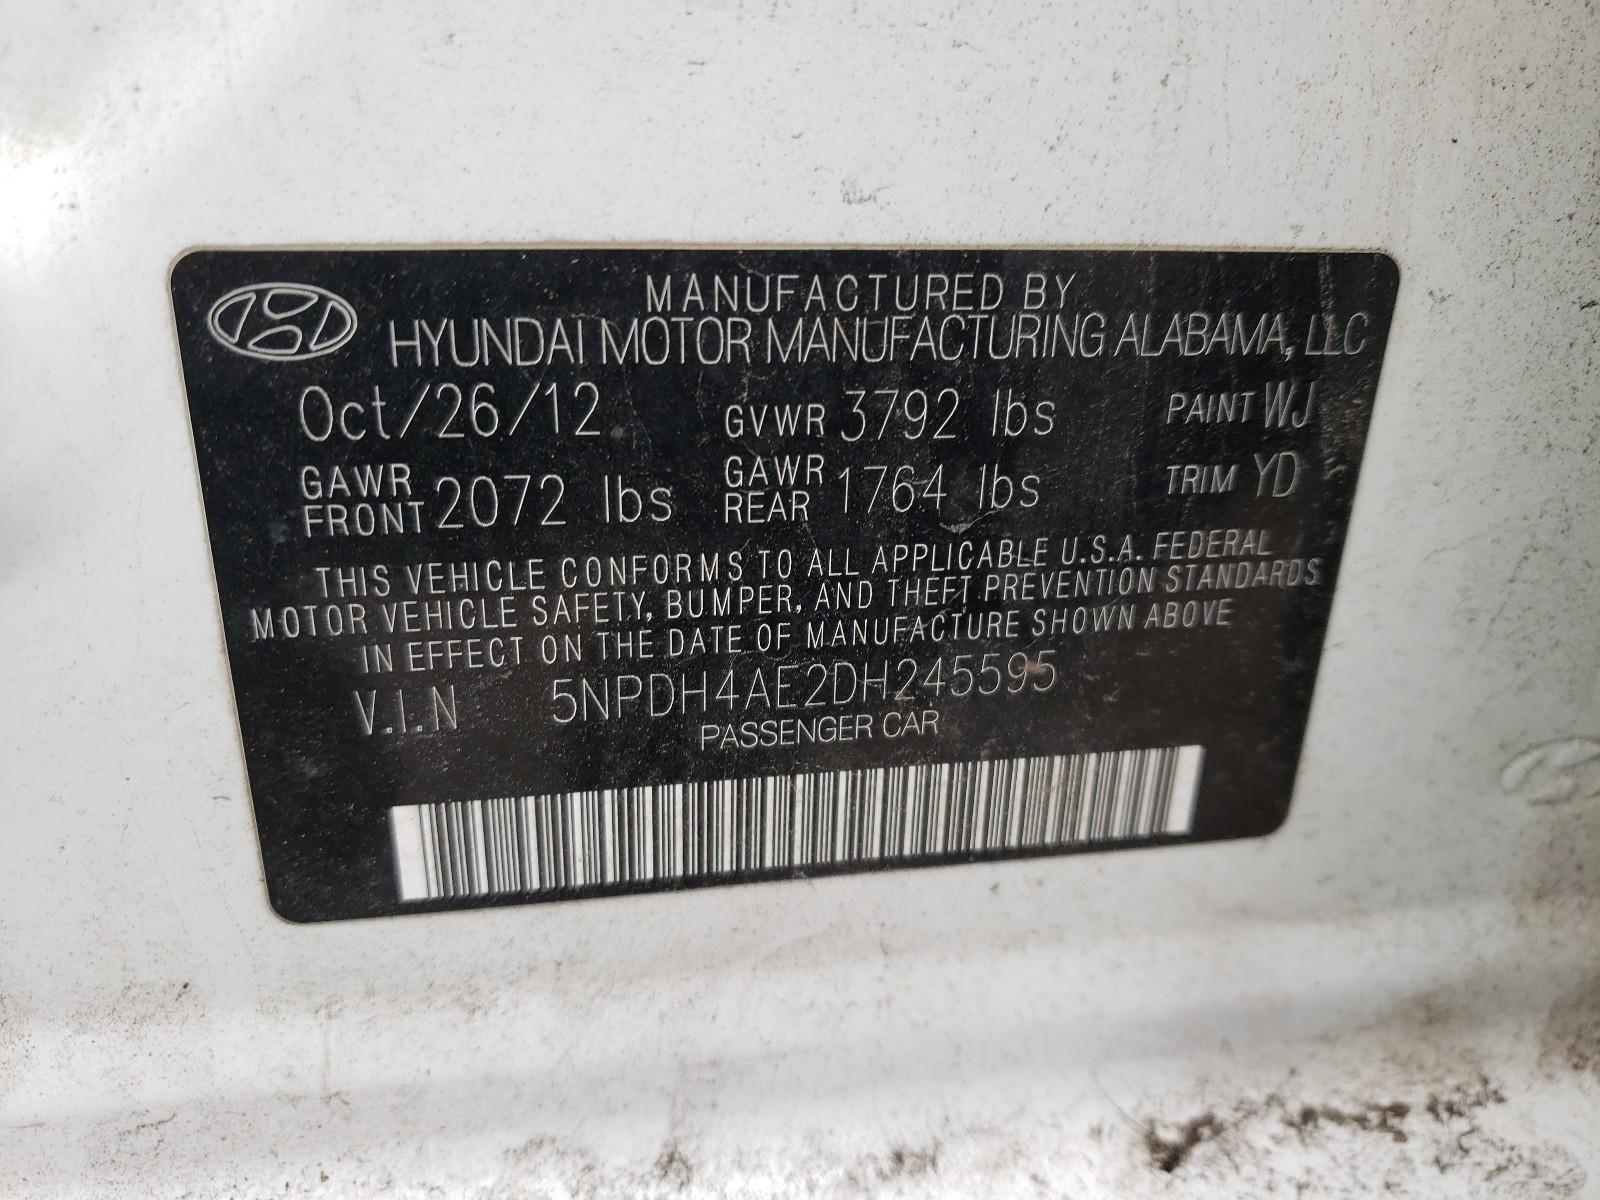 MANUFACTURED BY
HYUNDAI MOTOR MANUFACTURING ALABAMA, LLC
Oct/26/12 GVWR 3792 lbs PAINT WJ
GAWR FRONT 2072 lbs GAWR REAR 1764 lbs TRIM YD
THIS VEHICLE CONFORMS TO ALL APPLICABLE U.S.A. FEDERAL
MOTOR VEHICLE SAFETY, BUMPER, AND THEFT PREVENTION STANDARDS
IN EFFECT ON THE DATE OF MANUFACTURE SHOWN ABOVE
V.I.N 5NPDH4AE2DH245595
PASSENGER CAR